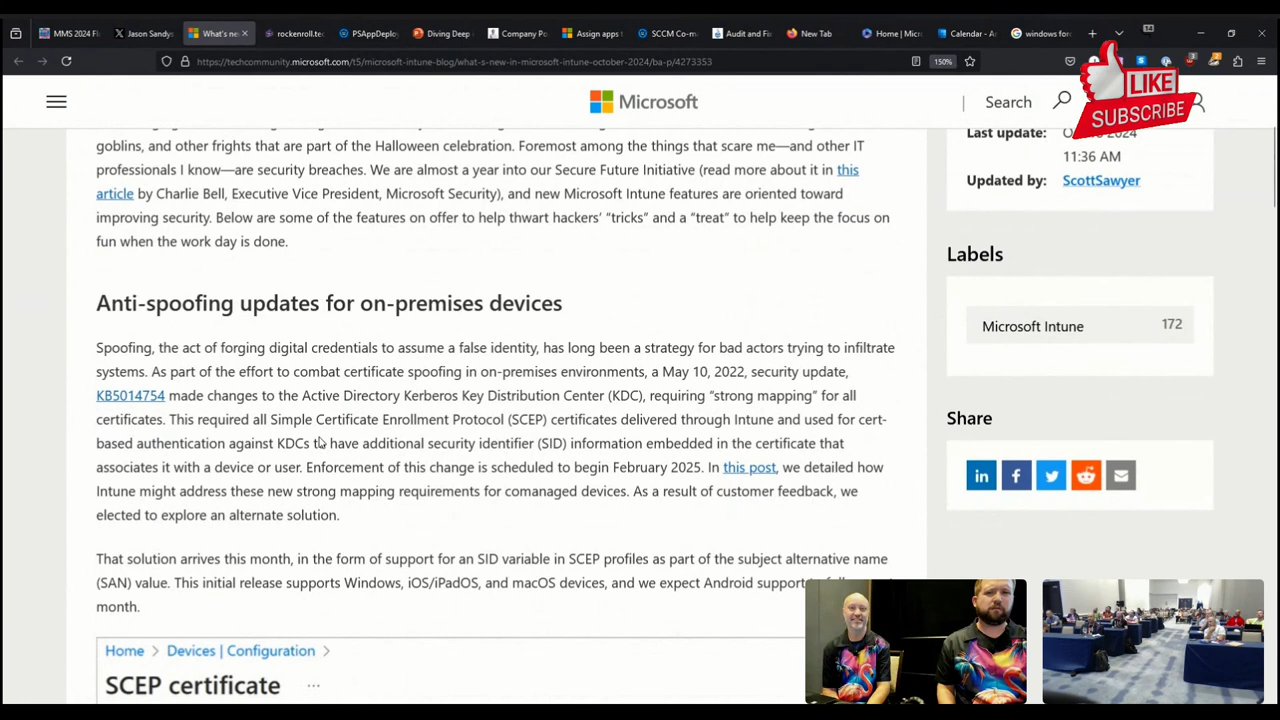 MMS 2024 Fl
Jason Sandys
What's ne
rockenroll.tec
PSAppDeploy
Diving Deep
Company Po
Assign apps t
SCCM Co-ma
Audit and Fi
New Tab
Home | Micr
Calendar - A
windows for
https://techcommunity.microsoft.com/t5/microsoft-intune-blog/what-s-new-in-microsoft-intune-october-2024/ba-p/4273353
150%
Microsoft
Search
LIKE
SUBSCRIBE
goblins, and other frights that are part of the Halloween celebration. Foremost among the things that scare me—and other IT
professionals I know—are security breaches. We are almost a year into our Secure Future Initiative (read more about it in this
article by Charlie Bell, Executive Vice President, Microsoft Security), and new Microsoft Intune features are oriented toward
improving security. Below are some of the features on offer to help thwart hackers' “tricks” and a “treat” to help keep the focus on
fun when the work day is done.
Anti-spoofing updates for on-premises devices
Spoofing, the act of forging digital credentials to assume a false identity, has long been a strategy for bad actors trying to infiltrate
systems. As part of the effort to combat certificate spoofing in on-premises environments, a May 10, 2022, security update,
KB5014754 made changes to the Active Directory Kerberos Key Distribution Center (KDC), requiring “strong mapping” for all
certificates. This required all Simple Certificate Enrollment Protocol (SCEP) certificates delivered through Intune and used for cert-
based authentication against KDCs to have additional security identifier (SID) information embedded in the certificate that
associates it with a device or user. Enforcement of this change is scheduled to begin February 2025. In this post, we detailed how
Intune might address these new strong mapping requirements for comanaged devices. As a result of customer feedback, we
elected to explore an alternate solution.
That solution arrives this month, in the form of support for an SID variable in SCEP profiles as part of the subject alternative name
(SAN) value. This initial release supports Windows, iOS/iPadOS, and macOS devices, and we expect Android support
month.
Home > Devices | Configuration >
SCEP certificate ...
Last update:
2024
11:36 AM
Updated by: ScottSawyer
Labels
Microsoft Intune 172
Share